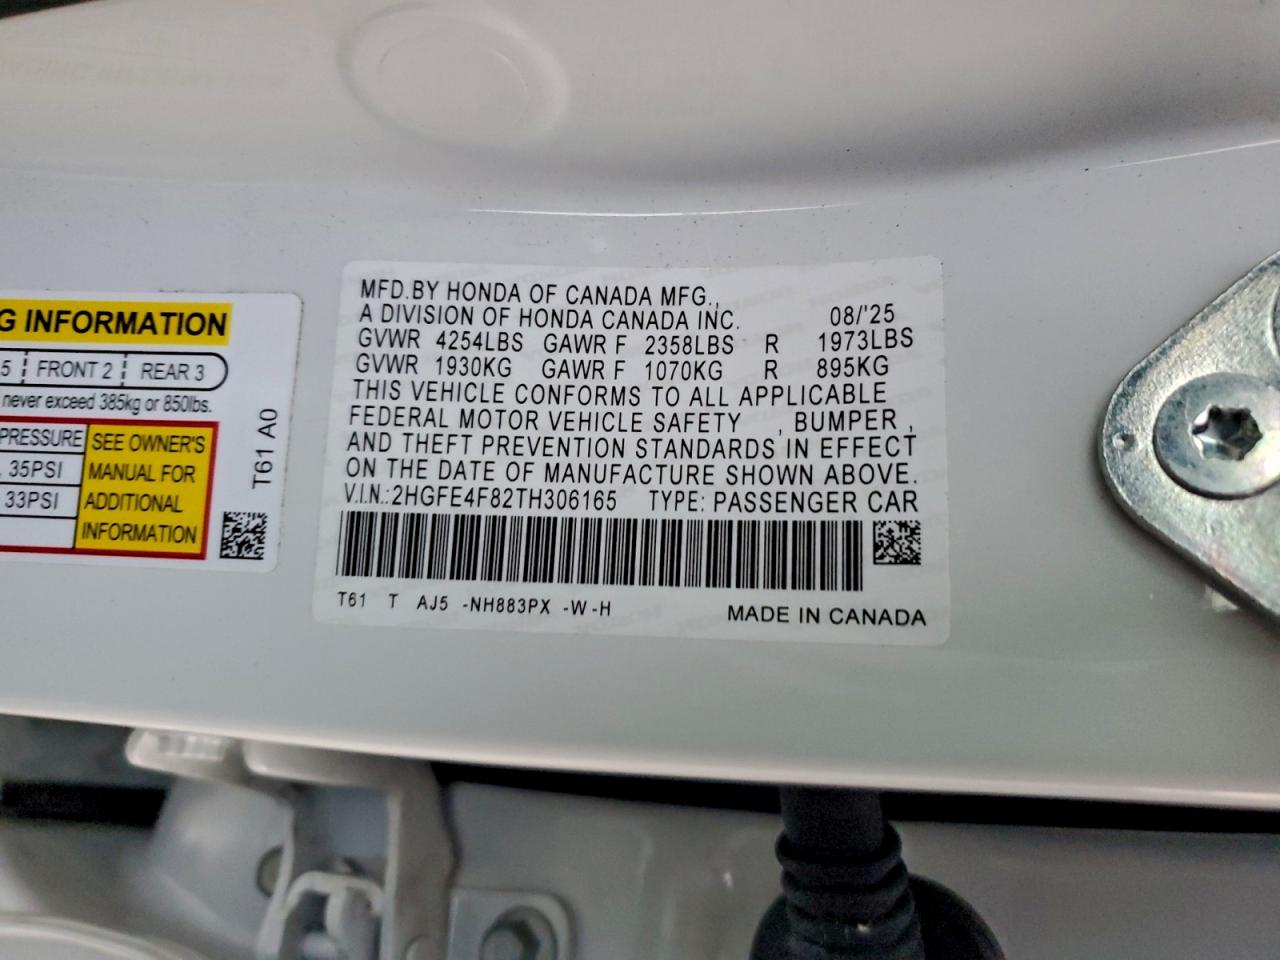 G INFORMATION
5 FRONT 2 REAR 3
never exceed 385kg or 850lbs.
PRESSURE
35PSI
33PSI
SEE OWNER'S
MANUAL FOR
ADDITIONAL
INFORMATION
T61 A0
MFD.BY HONDA OF CANADA MFG.,
A DIVISION OF HONDA CANADA INC. 08/'25
GVWR 4254LBS GAWR F 2358LBS R 1973LBS
GVWR 1930KG GAWR F 1070KG R 895KG
THIS VEHICLE CONFORMS TO ALL APPLICABLE
FEDERAL MOTOR VEHICLE SAFETY , BUMPER ,
AND THEFT PREVENTION STANDARDS IN EFFECT
ON THE DATE OF MANUFACTURE SHOWN ABOVE.
V.I.N.:2HGFE4F82TH306165 TYPE: PASSENGER CAR
T61 T AJ5 -NH883PX -W-H
MADE IN CANADA